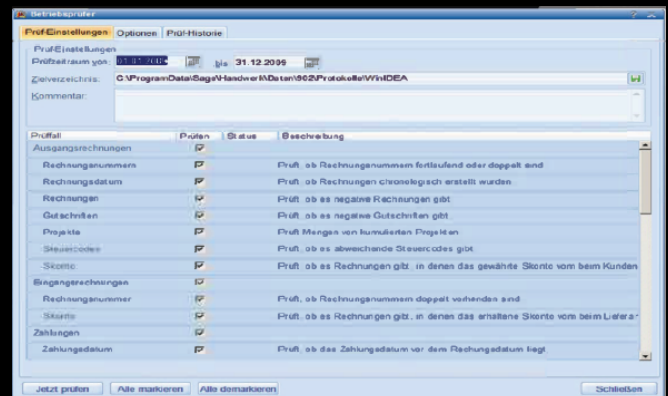 Betriebsprüfer
Prüf-Einstellungen Optionen Prüf-Historie
Prüf-Einstellungen
Prüfzeitraum von: 01.01.2009 bis 31.12.2009
Zielverzeichnis: C:\ProgramData\Sage\Handwerk\Daten\902\Protokolle\WinIDEA
Kommentar:
Prüffall Prüfen Status Beschreibung
Ausgangsrechnungen
Rechnungsnummern Prüft, ob Rechnungsnummern fortlaufend oder doppelt sind
Rechnungsdatum Prüft, ob Rechnungen chronologisch erstellt wurden
Rechnungen Prüft, ob es negative Rechnungen gibt
Gutschriften Prüft, ob es negative Gutschriften gibt
Projekte Prüft Mengen von kumulierten Projekten
Steuercodes Prüft, ob es abweichende Steuercodes gibt
Skonto Prüft, ob es Rechnungen gibt, in denen das gewährte Skonto vom beim Kunden
Eingangsrechnungen
Rechnungsnummer Prüft, ob Rechnungsnummern doppelt vorhanden sind
Skonto Prüft, ob es Rechnungen gibt, in denen das erhaltene Skonto vom beim Liefera
Zahlungen
Zahlungsdatum Prüft, ob das Zahlungsdatum vor dem Rechnungsdatum liegt
Jetzt prüfen Alle markieren Alle demarkieren Schließen